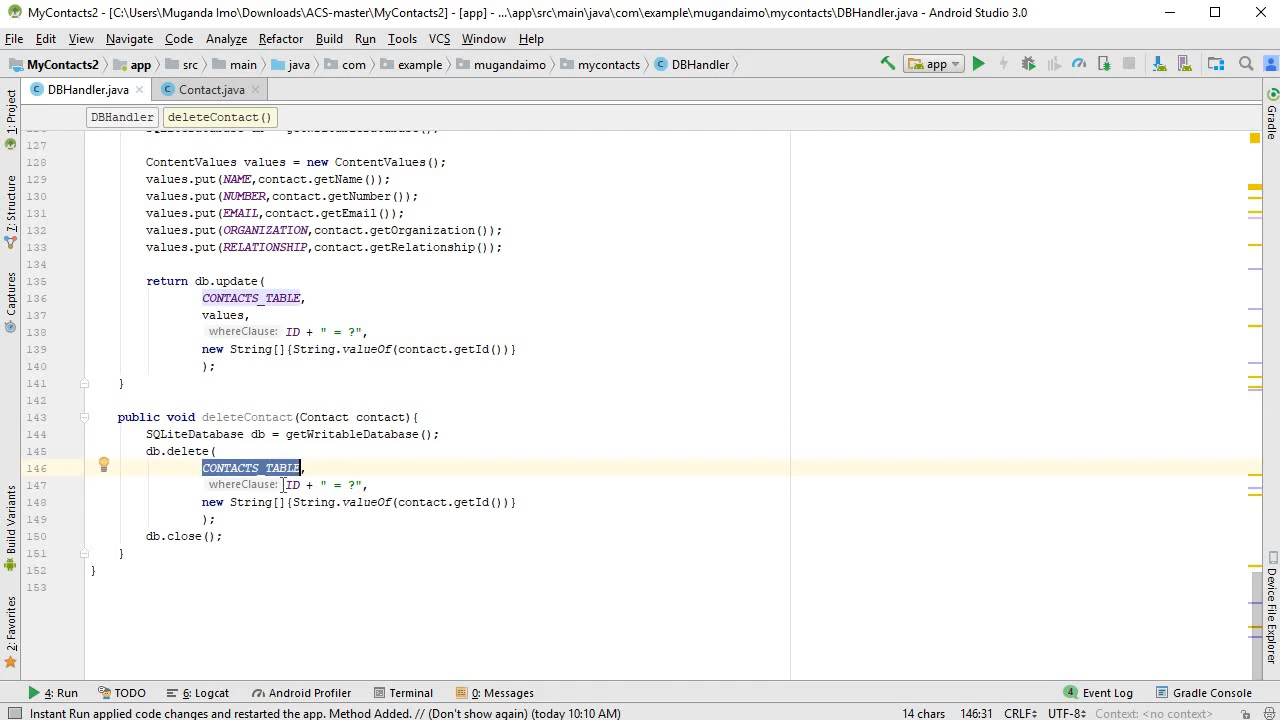 MyContacts2 - [C:\Users\Muganda Imo\Downloads\ACS-master\MyContacts2] - [app] - ...\app\src\main\java\com\example\mugandaimo\mycontacts\DBHandler.java - Android Studio 3.0
File Edit View Navigate Code Analyze Refactor Build Run Tools VCS Window Help
MyContacts2 app src main java com example mugandaimo mycontacts DBHandler app
DBHandler.java Contact.java
DBHandler deleteContact()
127
128 ContentValues values = new ContentValues();
129 values.put(NAME,contact.getName());
130 values.put(NUMBER,contact.getNumber());
131 values.put(EMAIL,contact.getEmail());
132 values.put(ORGANIZATION,contact.getOrganization());
133 values.put(RELATIONSHIP,contact.getRelationship());
134
135 return db.update(
136 CONTACTS_TABLE,
137 values,
138 whereClause: ID + " = ?",
139 new String[]{String.valueOf(contact.getId())}
140 );
141 }
142
143 public void deleteContact(Contact contact){
144 SQLiteDatabase db = getWritableDatabase();
145 db.delete(
146 CONTACTS_TABLE,
147 whereClause: ID + " = ?",
148 new String[]{String.valueOf(contact.getId())}
149 );
150 db.close();
151 }
152 }
153
1: Project
7: Structure
Captures
Build Variants
2: Favorites
Gradle
Device File Explorer
4: Run TODO 6: Logcat Android Profiler Terminal 0: Messages 4 Event Log Gradle Console
Instant Run applied code changes and restarted the app. Method Added. // (Don't show again) (today 10:10 AM) 14 chars 146:31 CRLF UTF-8 Context: <no context>